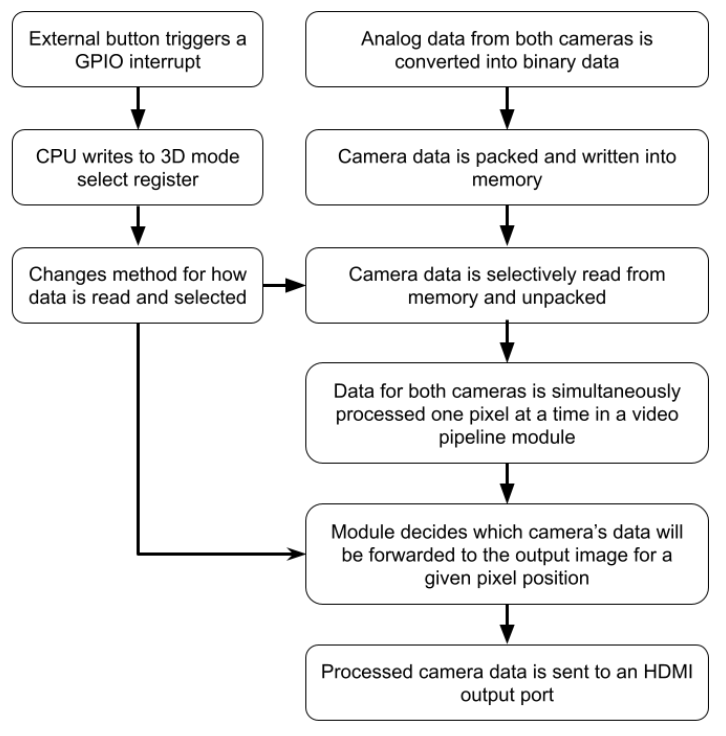 External button triggers a
GPIO interrupt
CPU writes to 3D mode
select register
Changes method for how
data is read and selected
Analog data from both cameras is
converted into binary data
Camera data is packed and written into
memory
Camera data is selectively read from
memory and unpacked
Data for both cameras is simultaneously
processed one pixel at a time in a video
pipeline module
Module decides which camera's data will
be forwarded to the output image for a
given pixel position
Processed camera data is sent to an HDMI
output port